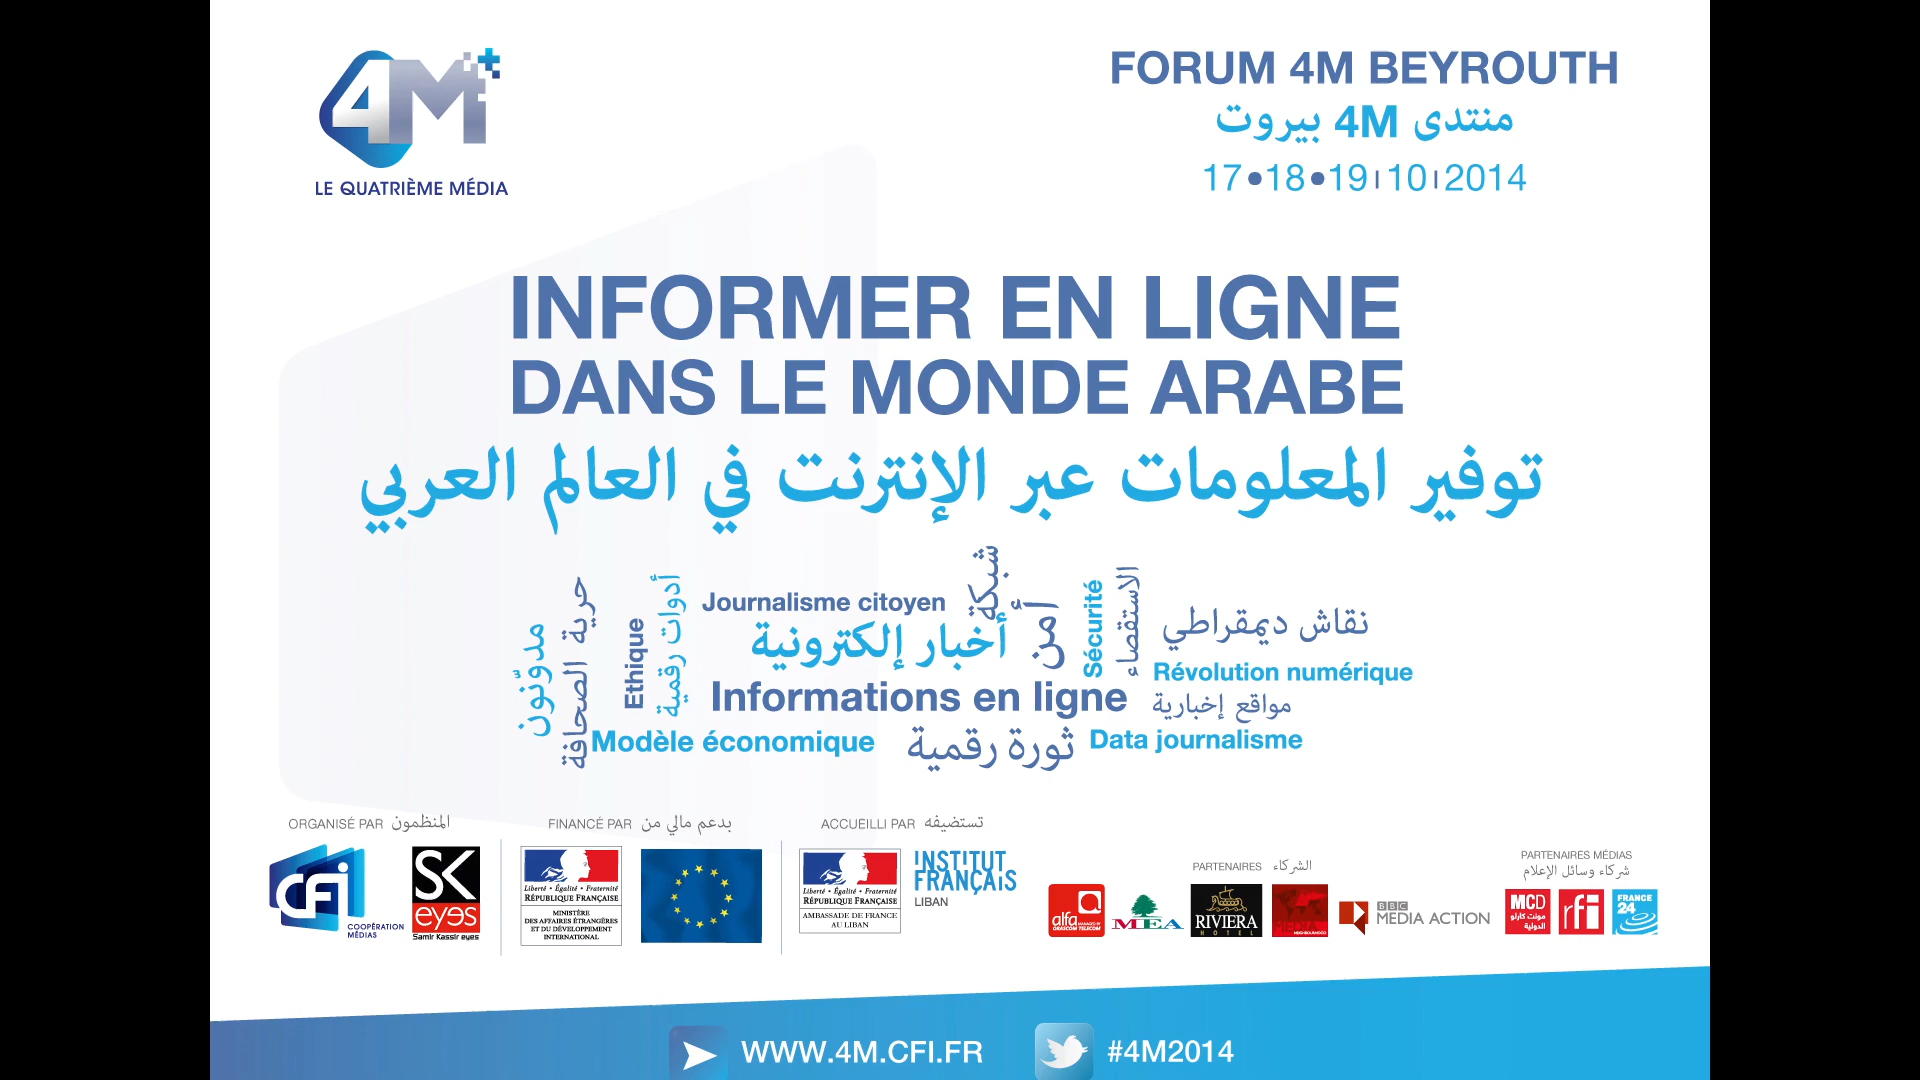 4M+
LE QUATRIÈME MÉDIA
FORUM 4M BEYROUTH
منتدى 4M بيروت
17•18•19|10|2014
INFORMER EN LIGNE
DANS LE MONDE ARABE
توفير المعلومات عبر الإنترنت في العالم العربي
مدوّنون
حرية الصحافة
Ethique
أدوات رقمية
Journalisme citoyen
شبكة
أخبار إلكترونية
أمن
Sécurité
الاستقصاء
نقاش ديمقراطي
Révolution numérique
Informations en ligne
مواقع إخبارية
Modèle économique
ثورة رقمية
Data journalisme
ORGANISÉ PAR المنظمون
CFI
COOPÉRATION
MÉDIAS
SK
eyes
Samir Kassir eyes
FINANCÉ PAR بدعم مالي من
Liberté • Égalité • Fraternité
RÉPUBLIQUE FRANÇAISE
MINISTÈRE
DES AFFAIRES ÉTRANGÈRES
ET DU DÉVELOPPEMENT
INTERNATIONAL
ACCUEILLI PAR تستضيفه
Liberté • Égalité • Fraternité
RÉPUBLIQUE FRANÇAISE
AMBASSADE DE FRANCE
AU LIBAN
INSTITUT
FRANÇAIS
LIBAN
PARTENAIRES الشركاء
alfa
MANAGED BY
ORASCOM TELECOM
MEA
RIVIERA
HOTEL
BBC
MEDIA ACTION
PARTENAIRES MÉDIAS
شركاء وسائل الإعلام
MCD
مونت كارلو
الدولية
rfi
FRANCE
24
WWW.4M.CFI.FR
#4M2014